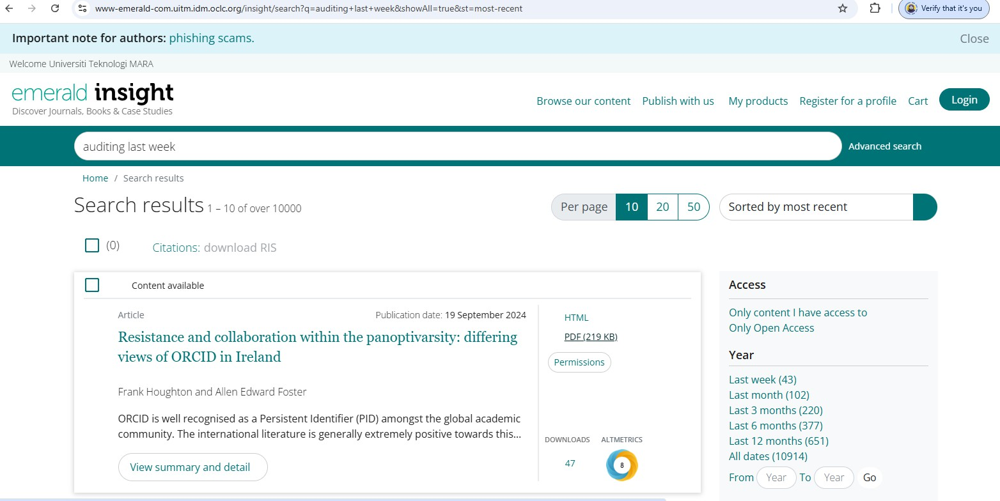 www-emerald-com.uitm.idm.oclc.org/insight/search?q=auditing+last+week&showAll=true&st=most-recent
Verify that it's you
Important note for authors: phishing scams.
Close
Welcome Universiti Teknologi MARA
emerald insight
Discover Journals, Books & Case Studies
Browse our content
Publish with us
My products
Register for a profile
Cart
Login
auditing last week
Advanced search
Home / Search results
Search results 1 – 10 of over 10000
Per page 10 20 50
Sorted by most recent
(0)
Citations: download RIS
Content available
Article
Publication date: 19 September 2024
Resistance and collaboration within the panoptivarsity: differing
views of ORCID in Ireland
Frank Houghton and Allen Edward Foster
ORCID is well recognised as a Persistent Identifier (PID) amongst the global academic
community. The international literature is generally extremely positive towards this...
View summary and detail
HTML
PDF (219 KB)
Permissions
DOWNLOADS
ALTMETRICS
47
8
Access
Only content I have access to
Only Open Access
Year
Last week (43)
Last month (102)
Last 3 months (220)
Last 6 months (377)
Last 12 months (651)
All dates (10914)
From Year To Year Go